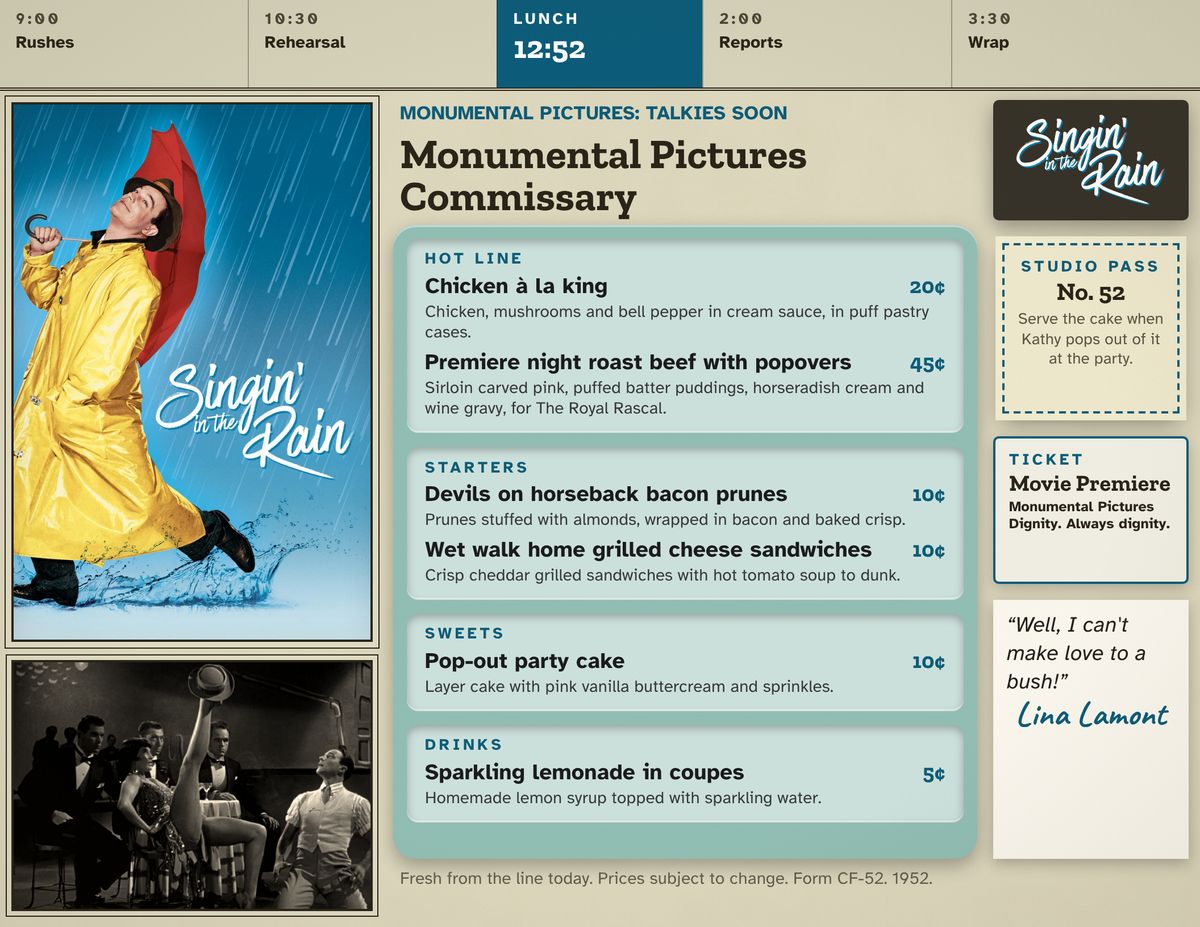 9:00
Rushes
10:30
Rehearsal
LUNCH
12:52
2:00
Reports
3:30
Wrap
Singin'
in the
Rain
MONUMENTAL PICTURES: TALKIES SOON
Monumental Pictures
Commissary
HOT LINE
Chicken à la king 20¢
Chicken, mushrooms and bell pepper in cream sauce, in puff pastry
cases.
Premiere night roast beef with popovers 45¢
Sirloin carved pink, puffed batter puddings, horseradish cream and
wine gravy, for The Royal Rascal.
STARTERS
Devils on horseback bacon prunes 10¢
Prunes stuffed with almonds, wrapped in bacon and baked crisp.
Wet walk home grilled cheese sandwiches 10¢
Crisp cheddar grilled sandwiches with hot tomato soup to dunk.
SWEETS
Pop-out party cake 10¢
Layer cake with pink vanilla buttercream and sprinkles.
DRINKS
Sparkling lemonade in coupes 5¢
Homemade lemon syrup topped with sparkling water.
Fresh from the line today. Prices subject to change. Form CF-52. 1952.
Singin'
in the
Rain
STUDIO PASS
No. 52
Serve the cake when
Kathy pops out of it
at the party.
TICKET
Movie Premiere
Monumental Pictures
Dignity. Always dignity.
“Well, I can't
make love to a
bush!”
Lina Lamont